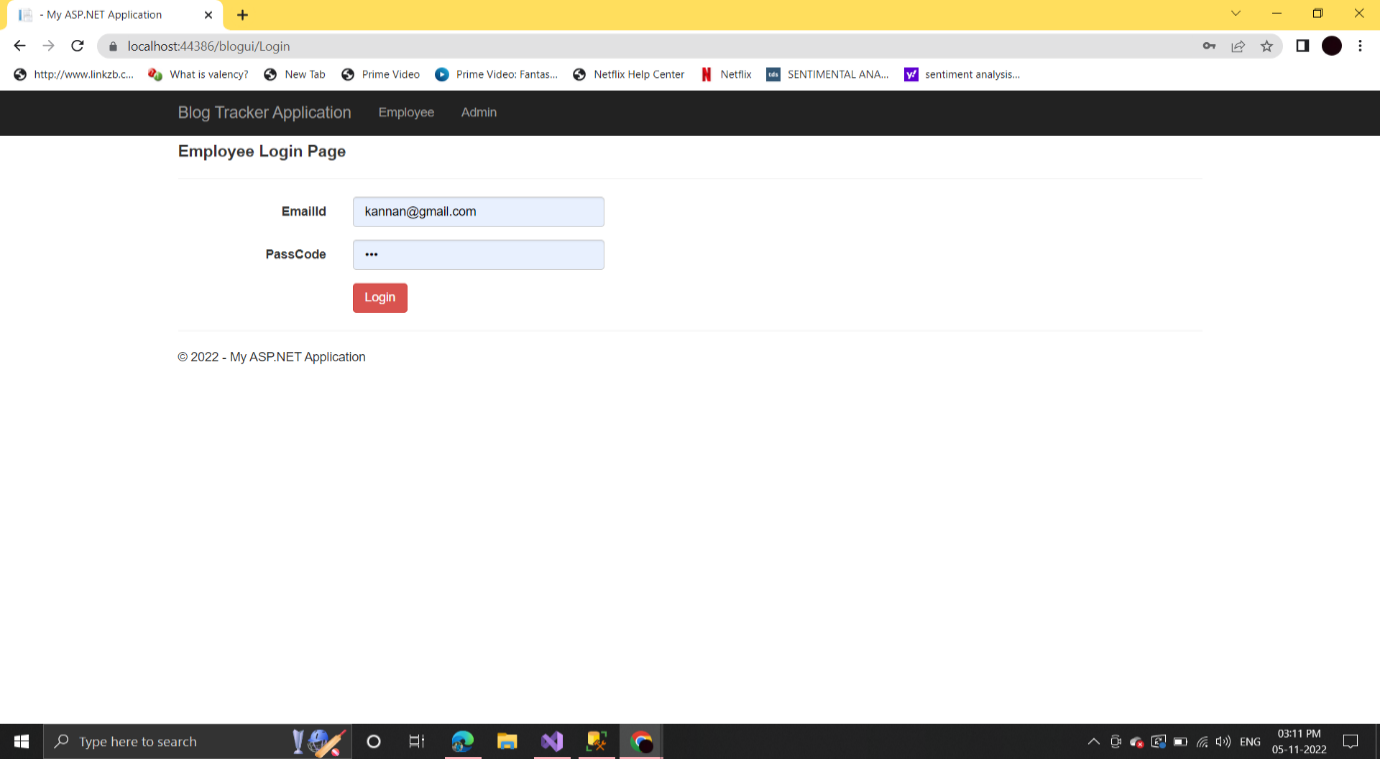 - My ASP.NET Application
localhost:44386/blogui/Login
http://www.linkzb.c... What is valency? New Tab Prime Video Prime Video: Fantas... Netflix Help Center Netflix SENTIMENTAL ANA... sentiment analysis...
Blog Tracker Application Employee Admin
Employee Login Page
EmailId kannan@gmail.com
PassCode •••
Login
© 2022 - My ASP.NET Application
Type here to search ENG 03:11 PM
05-11-2022